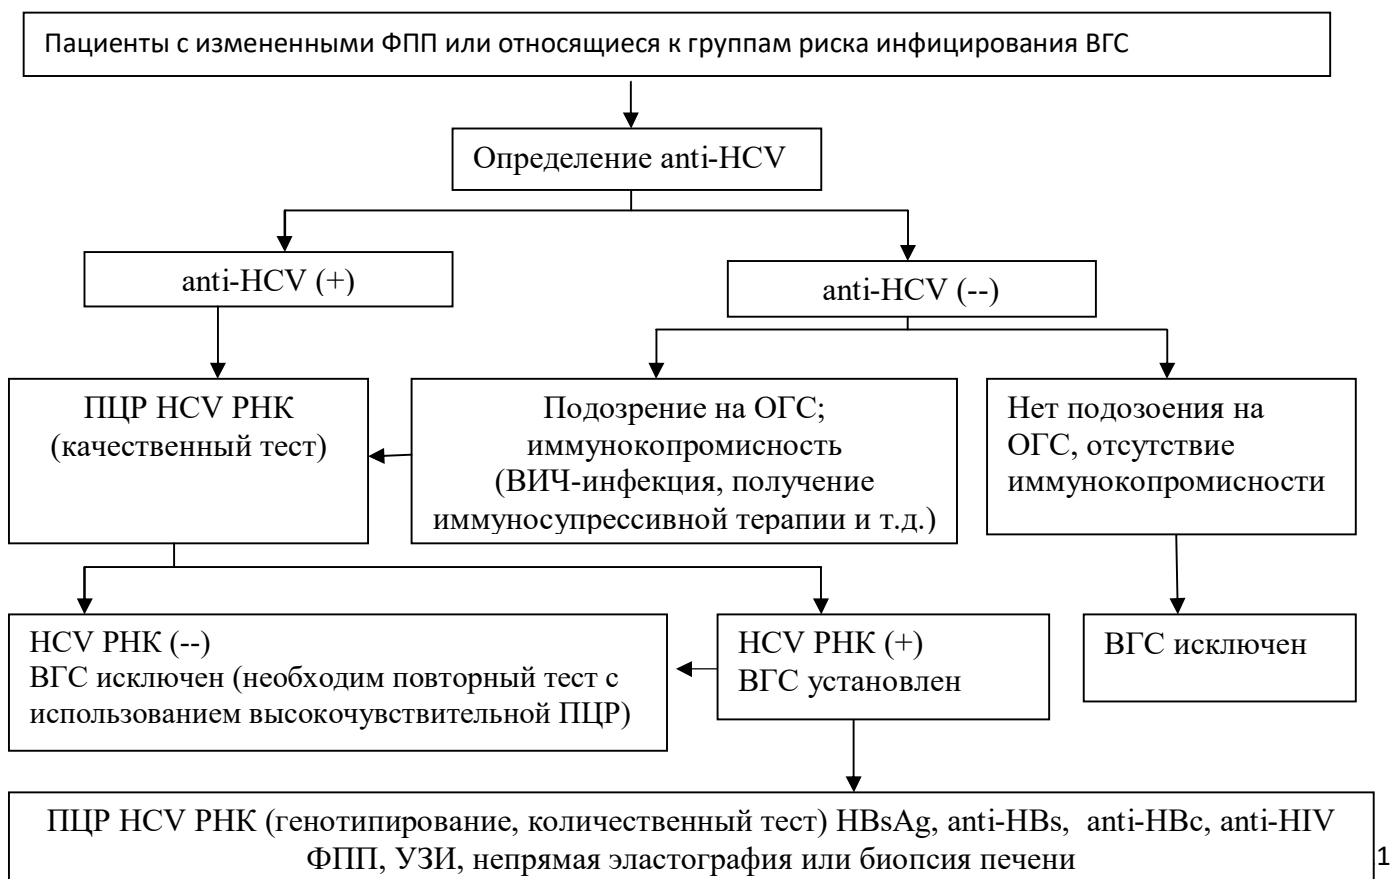 Пациенты с измененными ФПП или относящиеся к группам риска инфицирования ВГС
Определение anti-HCV
anti-HCV (+)
anti-HCV (--)
ПЦР HCV РНК
(качественный тест)
Подозрение на ОГС;
иммунокопромисность
(ВИЧ-инфекция, получение
иммуносупрессивной терапии и т.д.)
Нет подозоения на
ОГС, отсутствие
иммунокопромисности
HCV РНК (--)
ВГС исключен (необходим повторный тест с
использованием высокочувствительной ПЦР)
HCV РНК (+)
ВГС установлен
ВГС исключен
ПЦР HCV РНК (генотипирование, количественный тест) HBsAg, anti-HBs, anti-HBc, anti-HIV
ФПП, УЗИ, непрямая эластография или биопсия печени
1